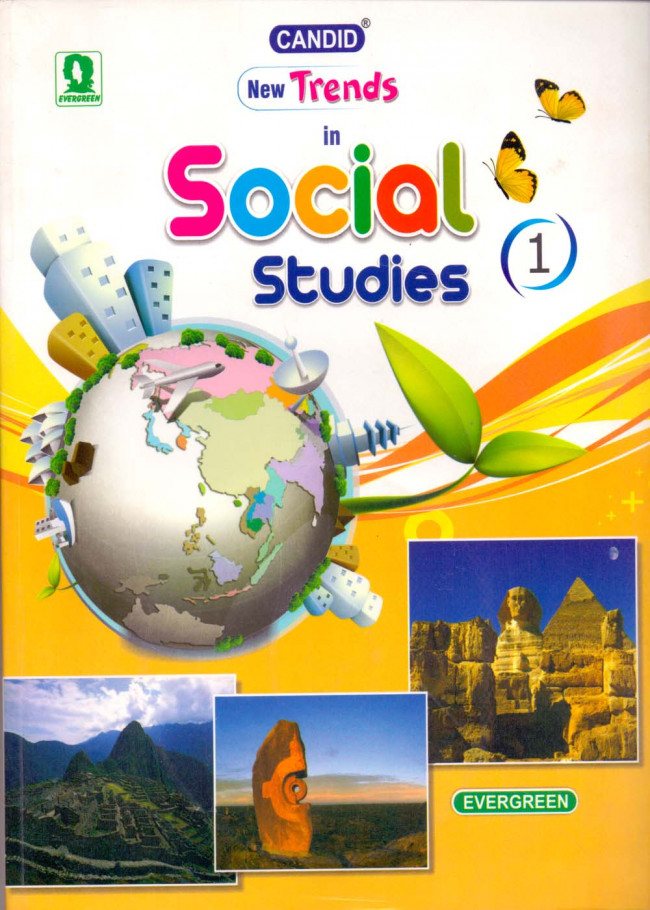 CANDID®
EVERGREEN
New Trends
in
Social
Studies
1
EVERGREEN